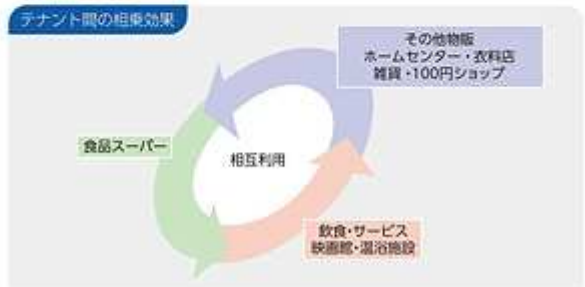 テナント間の相乗効果
その他物販
ホームセンター・衣料店
雑貨・100円ショップ
食品スーパー
相互利用
飲食・サービス
映画館・温浴施設